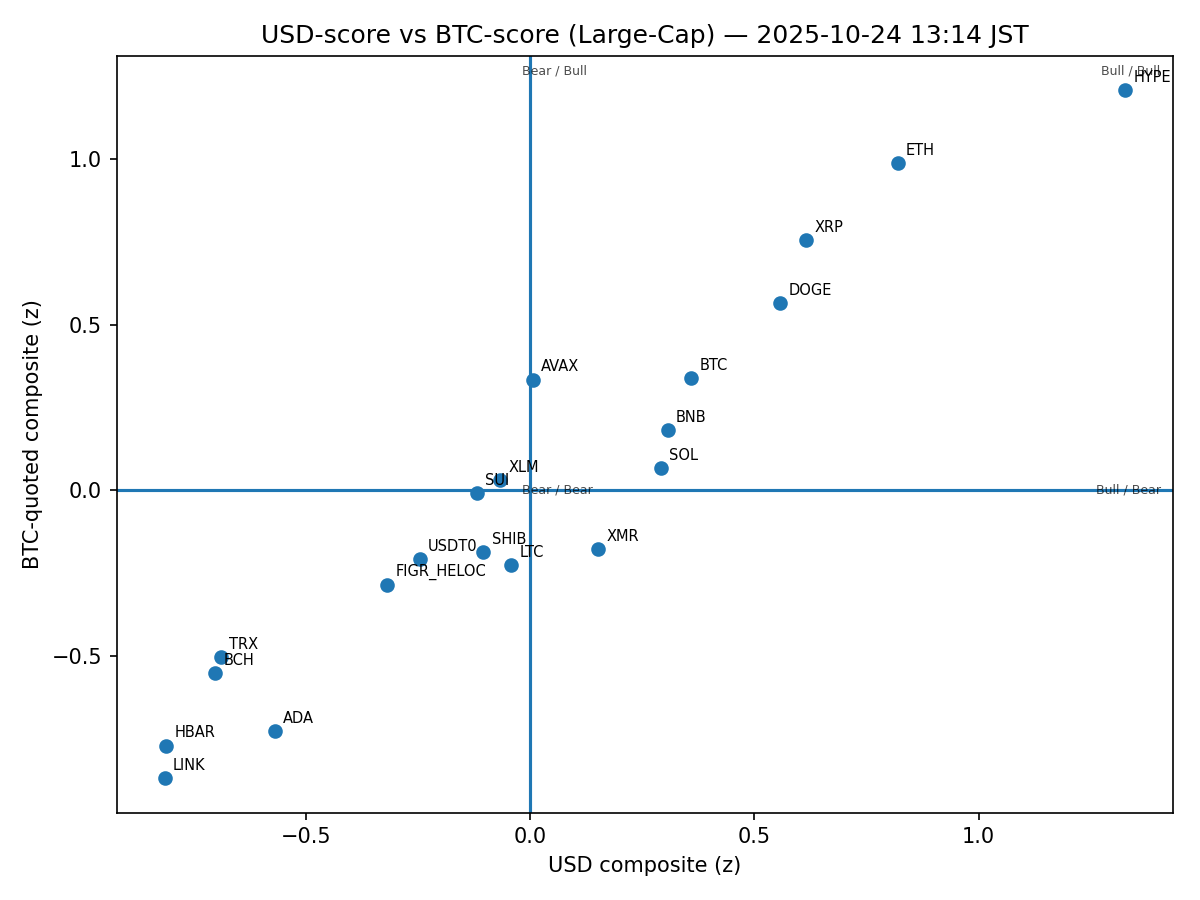 USD-score vs BTC-score (Large-Cap) — 2025-10-24 13:14 JST
Bear / Bull
Bull / Bull
HYPE
ETH
XRP
DOGE
AVAX
BTC
BNB
SOL
XLM
SUI
Bear / Bear
Bull / Bear
XMR
SHIB
USDT0
LTC
FIGR_HELOC
TRX
BCH
ADA
HBAR
LINK
1.0
0.5
0.0
−0.5
BTC-quoted composite (z)
−0.5
0.0
0.5
1.0
USD composite (z)